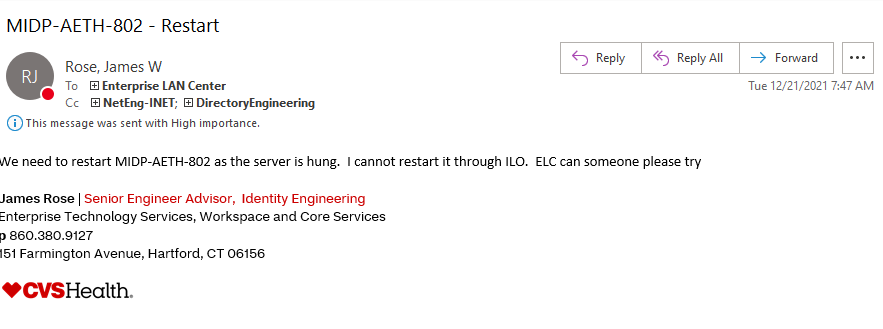 MIDP-AETH-802 - Restart
Reply
Reply All
Forward
RJ
Rose, James W
To Enterprise LAN Center
Cc NetEng-INET; DirectoryEngineering
Tue 12/21/2021 7:47 AM
This message was sent with High importance.
We need to restart MIDP-AETH-802 as the server is hung. I cannot restart it through ILO. ELC can someone please try
James Rose | Senior Engineer Advisor, Identity Engineering
Enterprise Technology Services, Workspace and Core Services
p 860.380.9127
151 Farmington Avenue, Hartford, CT 06156
CVSHealth.